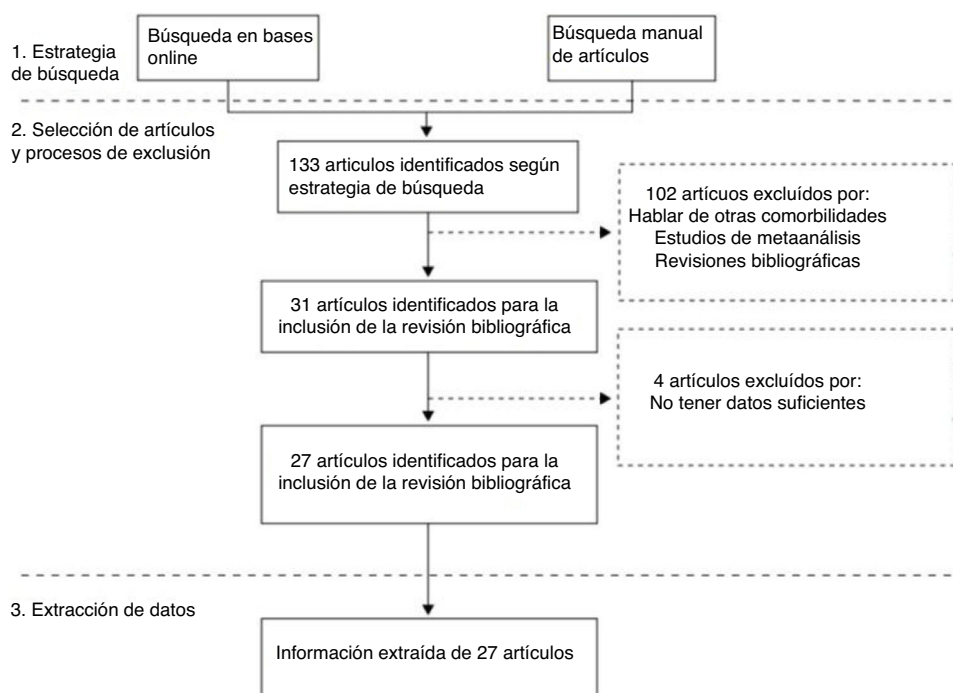 1. Estrategia
de búsqueda
Búsqueda en bases
online
Búsqueda manual
de artículos
2. Selección de artículos
y procesos de exclusión
133 articulos identificados según
estrategia de búsqueda
102 artícuos excluídos por:
Hablar de otras comorbilidades
Estudios de metaanálisis
Revisiones bibliográficas
31 artículos identificados para la
inclusión de la revisión bibliográfica
4 artículos excluídos por:
No tener datos suficientes
27 artículos identificados para la
inclusión de la revisión bibliográfica
3. Extracción de datos
Información extraída de 27 artículos